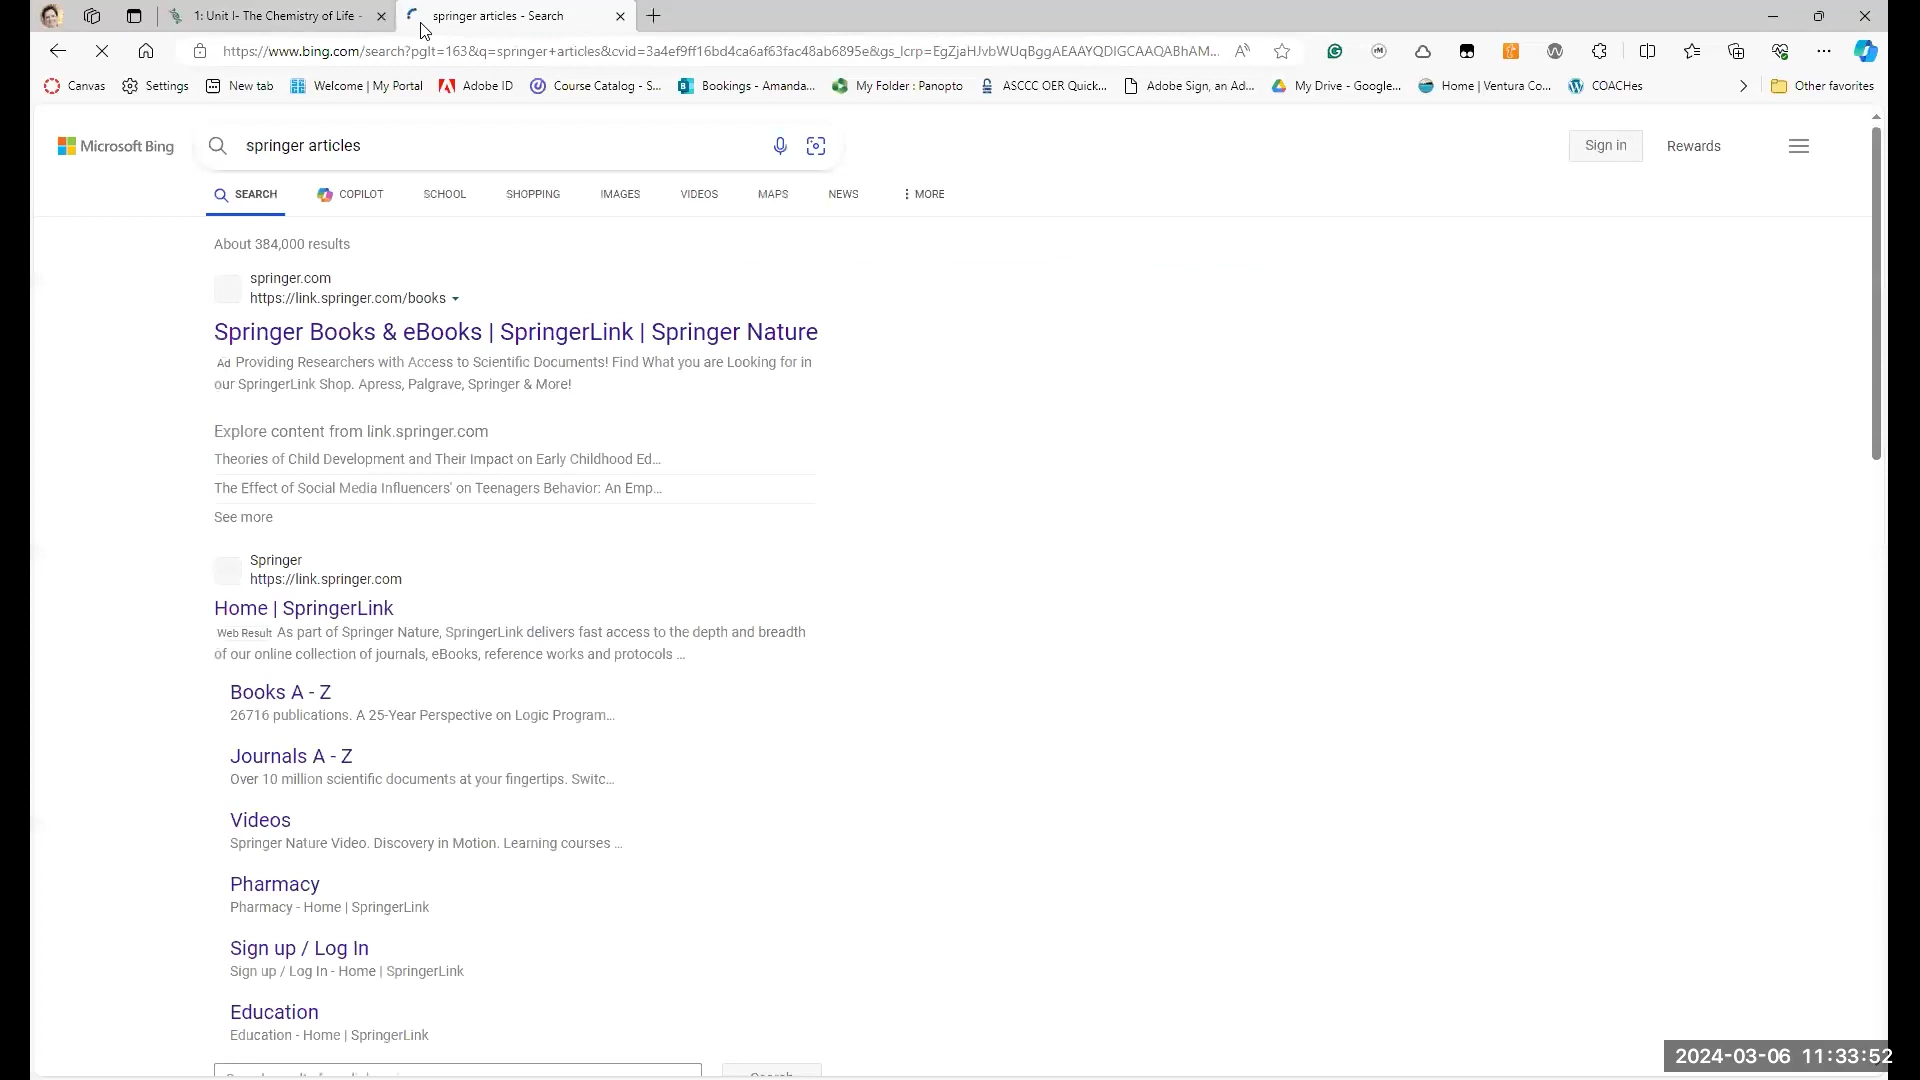 1: Unit I- The Chemistry of Life -
springer articles - Search
https://www.bing.com/search?pglt=163&q=springer+articles&cvid=3a4ef9ff16bd4ca6af63fac48ab6895e&gs_lcrp=EgZjaHJvbWUqBggAEAAYQDIGCAAQABhAM...
Canvas Settings New tab Welcome | My Portal Adobe ID Course Catalog - S... Bookings - Amanda... My Folder : Panopto ASCCC OER Quick... Adobe Sign, an Ad... My Drive - Google... Home | Ventura Co... COACHes Other favorites
Microsoft Bing
springer articles
Sign in
Rewards
SEARCH COPILOT SCHOOL SHOPPING IMAGES VIDEOS MAPS NEWS MORE
About 384,000 results
springer.com
https://link.springer.com/books
Springer Books & eBooks | SpringerLink | Springer Nature
Ad Providing Researchers with Access to Scientific Documents! Find What you are Looking for in
our SpringerLink Shop. Apress, Palgrave, Springer & More!
Explore content from link.springer.com
Theories of Child Development and Their Impact on Early Childhood Ed...
The Effect of Social Media Influencers' on Teenagers Behavior: An Emp...
See more
Springer
https://link.springer.com
Home | SpringerLink
Web Result As part of Springer Nature, SpringerLink delivers fast access to the depth and breadth
of our online collection of journals, eBooks, reference works and protocols ...
Books A - Z
26716 publications. A 25-Year Perspective on Logic Program...
Journals A - Z
Over 10 million scientific documents at your fingertips. Switc...
Videos
Springer Nature Video. Discovery in Motion. Learning courses ...
Pharmacy
Pharmacy - Home | SpringerLink
Sign up / Log In
Sign up / Log In - Home | SpringerLink
Education
Education - Home | SpringerLink
2024-03-06 11:33:52